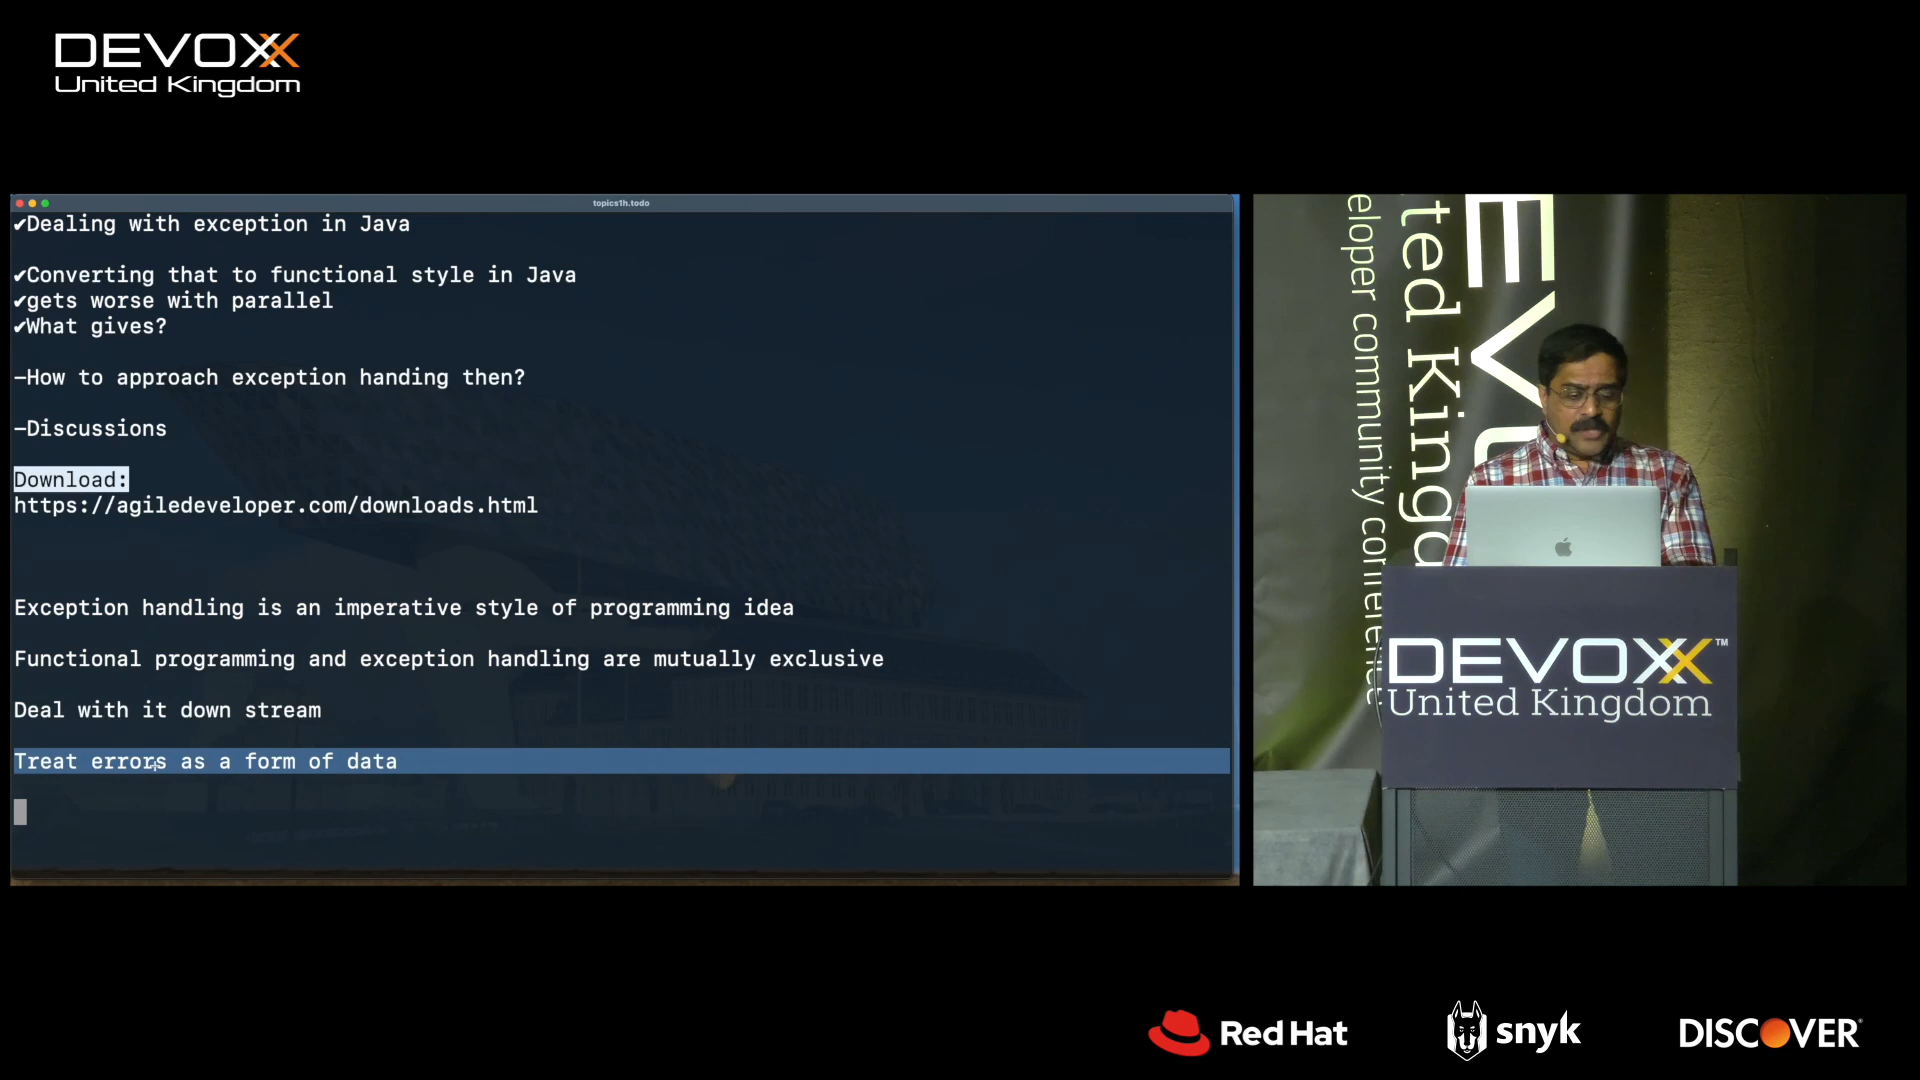 DEVOXX
United Kingdom
topics1h.todo
✔Dealing with exception in Java
✔Converting that to functional style in Java
✔gets worse with parallel
✔What gives?
–How to approach exception handing then?
–Discussions
Download:
https://agiledeveloper.com/downloads.html
Exception handling is an imperative style of programming idea
Functional programming and exception handling are mutually exclusive
Deal with it down stream
Treat errors as a form of data
ted Kingd
eloper community conference
DEVOXX™
United Kingdom
Red Hat
snyk
DISCOVER